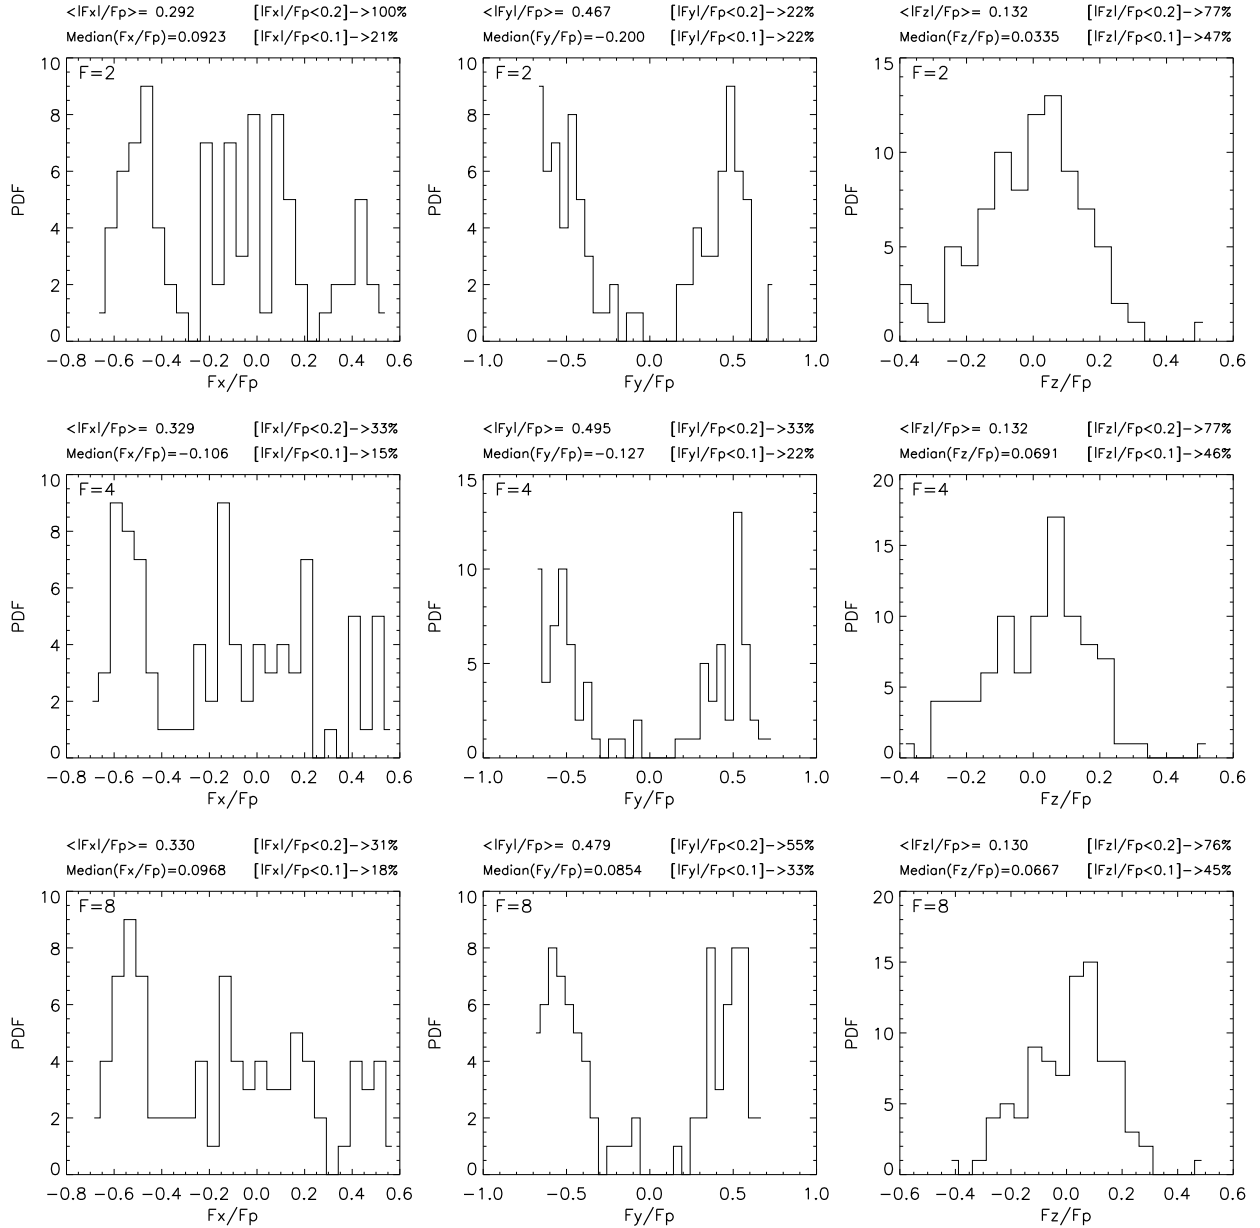 <|Fx|/Fp>= 0.292 [|Fx|/Fp<0.2]->100%
Median(Fx/Fp)=0.0923 [|Fx|/Fp<0.1]->21%
F=2
10
8
6
4
2
0
PDF
-0.8 -0.6 -0.4 -0.2 0.0 0.2 0.4 0.6
Fx/Fp
<|Fy|/Fp>= 0.467 [|Fy|/Fp<0.2]->22%
Median(Fy/Fp)=-0.200 [|Fy|/Fp<0.1]->22%
F=2
10
8
6
4
2
0
PDF
-1.0 -0.5 0.0 0.5 1.0
Fy/Fp
<|Fz|/Fp>= 0.132 [|Fz|/Fp<0.2]->77%
Median(Fz/Fp)=0.0335 [|Fz|/Fp<0.1]->47%
F=2
15
10
5
0
PDF
-0.4 -0.2 0.0 0.2 0.4 0.6
Fz/Fp
<|Fx|/Fp>= 0.329 [|Fx|/Fp<0.2]->33%
Median(Fx/Fp)=-0.106 [|Fx|/Fp<0.1]->15%
F=4
10
8
6
4
2
0
PDF
-0.8 -0.6 -0.4 -0.2 0.0 0.2 0.4 0.6
Fx/Fp
<|Fy|/Fp>= 0.495 [|Fy|/Fp<0.2]->33%
Median(Fy/Fp)=-0.127 [|Fy|/Fp<0.1]->22%
F=4
15
10
5
0
PDF
-1.0 -0.5 0.0 0.5 1.0
Fy/Fp
<|Fz|/Fp>= 0.132 [|Fz|/Fp<0.2]->77%
Median(Fz/Fp)=0.0691 [|Fz|/Fp<0.1]->46%
F=4
20
15
10
5
0
PDF
-0.4 -0.2 0.0 0.2 0.4 0.6
Fz/Fp
<|Fx|/Fp>= 0.330 [|Fx|/Fp<0.2]->31%
Median(Fx/Fp)=0.0968 [|Fx|/Fp<0.1]->18%
F=8
10
8
6
4
2
0
PDF
-0.8 -0.6 -0.4 -0.2 0.0 0.2 0.4 0.6
Fx/Fp
<|Fy|/Fp>= 0.479 [|Fy|/Fp<0.2]->55%
Median(Fy/Fp)=0.0854 [|Fy|/Fp<0.1]->33%
F=8
10
8
6
4
2
0
PDF
-1.0 -0.5 0.0 0.5 1.0
Fy/Fp
<|Fz|/Fp>= 0.130 [|Fz|/Fp<0.2]->76%
Median(Fz/Fp)=0.0667 [|Fz|/Fp<0.1]->45%
F=8
20
15
10
5
0
PDF
-0.6 -0.4 -0.2 0.0 0.2 0.4 0.6
Fz/Fp